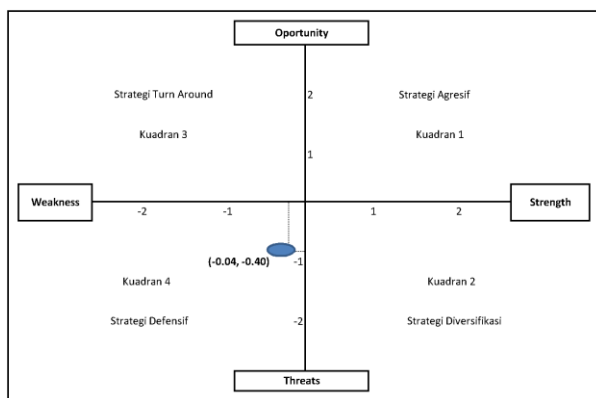 Oportunity
Strategi Turn Around
2
Strategi Agresif
Kuadran 3
Kuadran 1
1
Weakness
-2
-1
1
2
Strength
(-0.04, -0.40)
-1
Kuadran 4
Kuadran 2
Strategi Defensif
-2
Strategi Diversifikasi
Threats